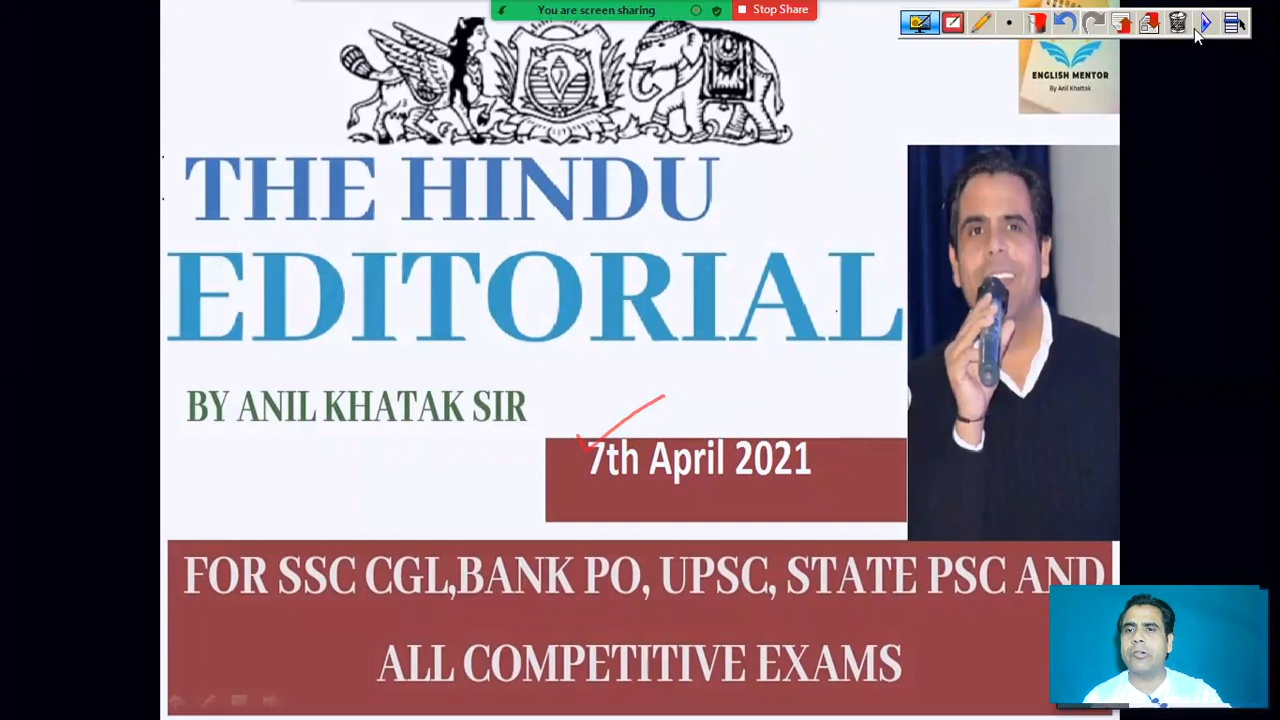 You are screen sharing
Stop Share
ENGLISH MENTOR
By Anil Khattak
THE HINDU
EDITORIAL
BY ANIL KHATAK SIR
7th April 2021
FOR SSC CGL,BANK PO, UPSC, STATE PSC AND
ALL COMPETITIVE EXAMS